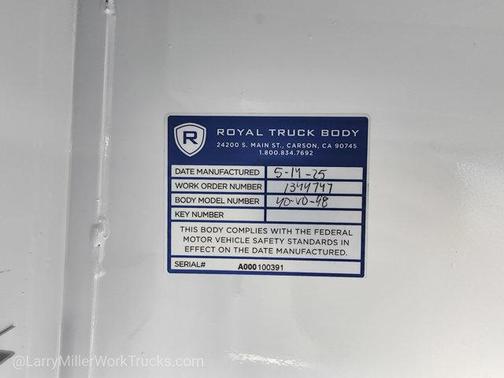 R ROYAL TRUCK BODY
24200 S. MAIN ST., CARSON, CA 90745
1.800.834.7692
DATE MANUFACTURED 5-14-25
WORK ORDER NUMBER 1344747
BODY MODEL NUMBER 40-VO-48
KEY NUMBER
THIS BODY COMPLIES WITH THE FEDERAL
MOTOR VEHICLE SAFETY STANDARDS IN
EFFECT ON THE DATE MANUFACTURED.
SERIAL# A000100391
@LarryMillerWorkTrucks.com